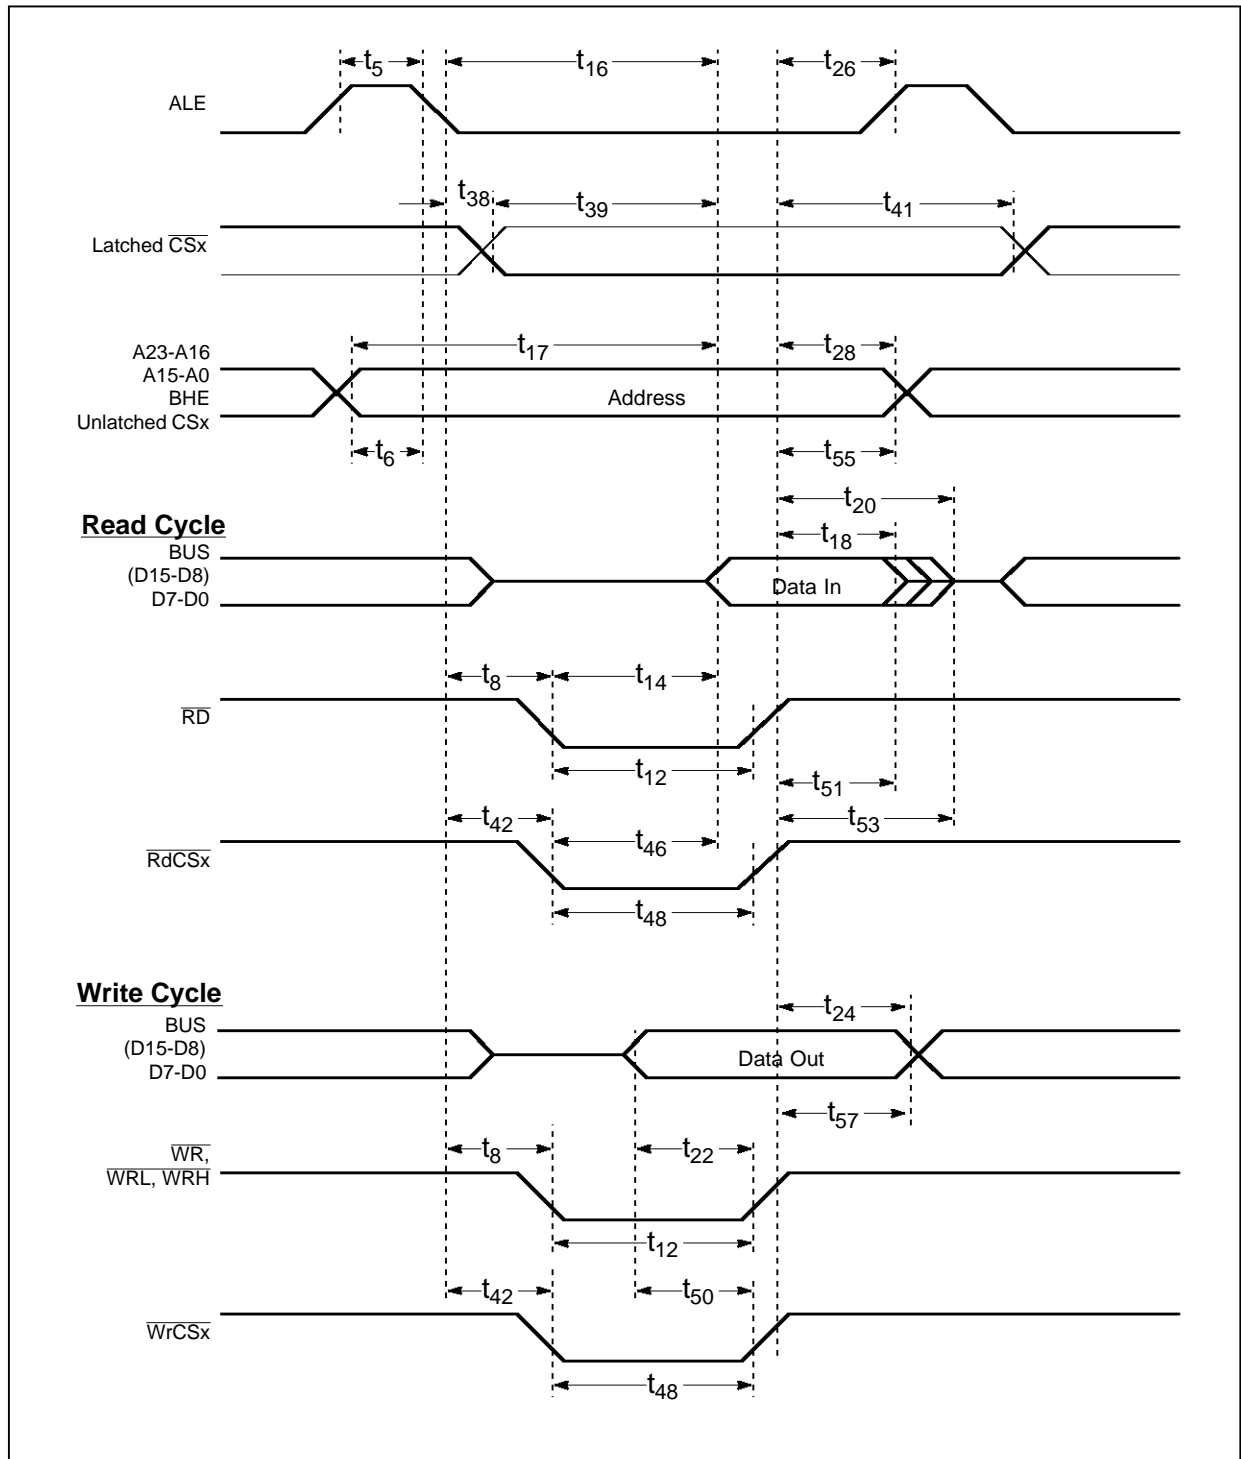 t5 t16 t26
ALE
t38 t39 t41
Latched CSx
A23-A16
t17 t28
A15-A0
BHE
Address
Unlatched CSx
t6 t55
t20
Read Cycle
t18
BUS
(D15-D8)
Data In
D7-D0
t8 t14
RD
t12 t51
t42 t53
t46
RdCSx
t48
Write Cycle
t24
BUS
(D15-D8)
Data Out
D7-D0
t57
t8 t22
WR,
WRL, WRH
t12
t42 t50
WrCSx
t48